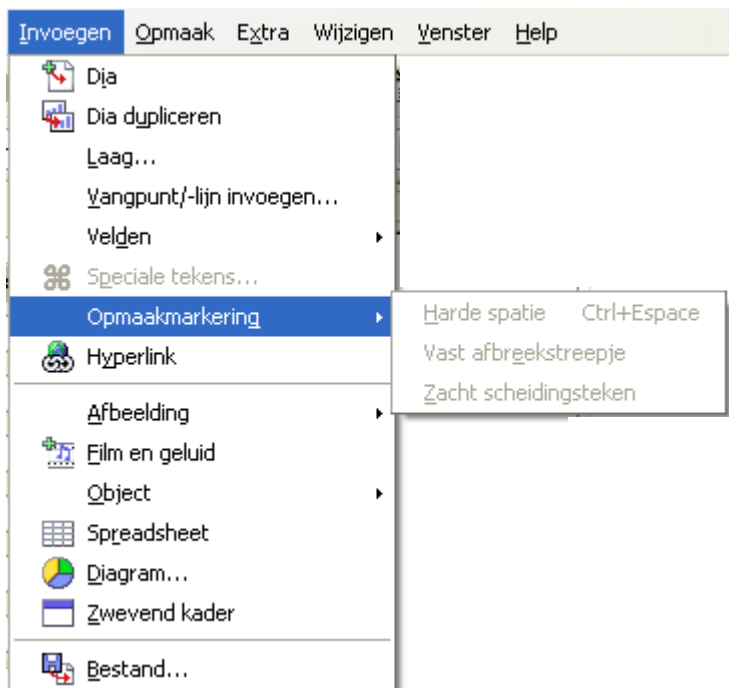 Invoegen Opmaak Extra Wijzigen Venster Help
Dia
Dia dupliceren
Laag...
Vangpunt/-lijn invoegen...
Velden
Speciale tekens...
Opmaakmarkering
Harde spatie Ctrl+Espace
Vast afbreekstreepje
Zacht scheidingsteken
Hyperlink
Afbeelding
Film en geluid
Object
Spreadsheet
Diagram...
Zwevend kader
Bestand...